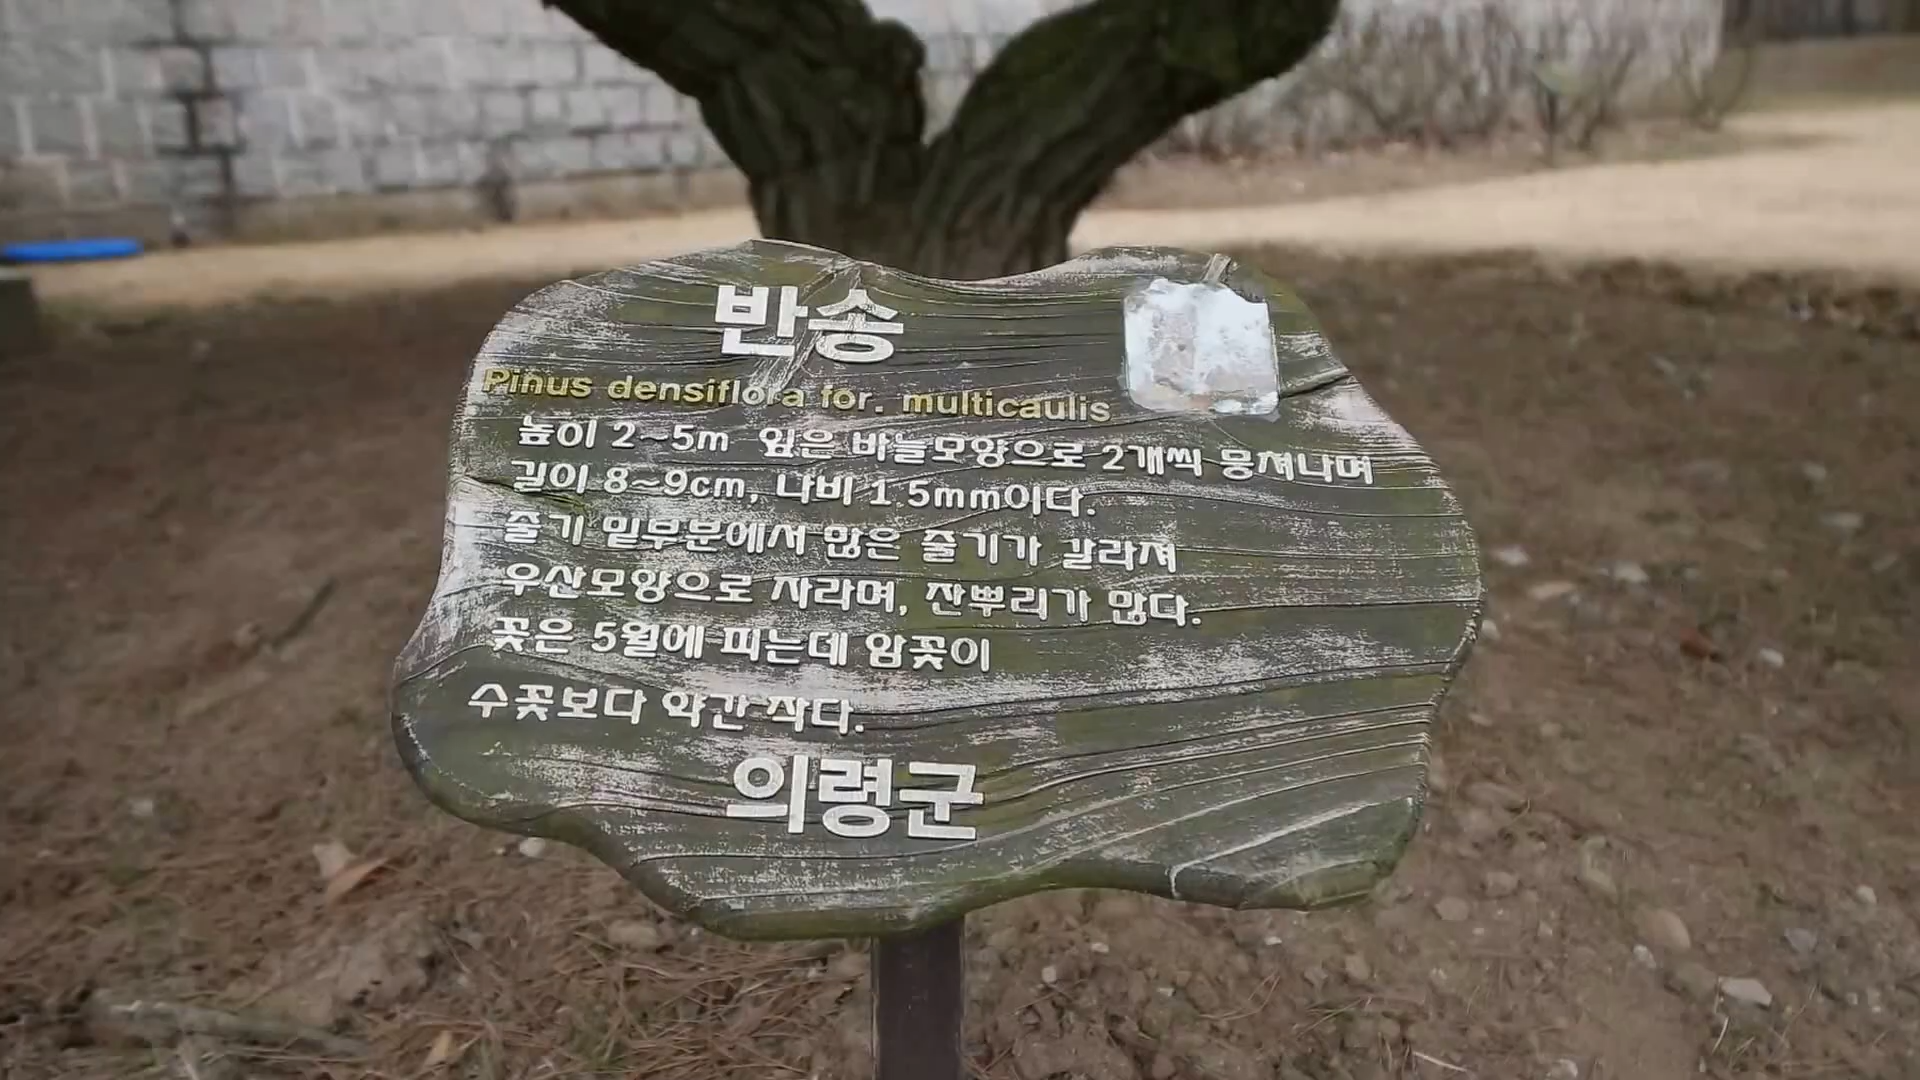 반송
Pinus densiflora for. multicaulis
높이 2~5m 잎은 바늘모양으로 2개씩 뭉쳐나며
길이 8~9cm, 나비 1.5mm이다.
줄기 밑부분에서 많은 줄기가 갈라져
우산모양으로 자라며, 잔뿌리가 많다.
꽃은 5월에 피는데 암꽃이
수꽃보다 약간 작다.
의령군